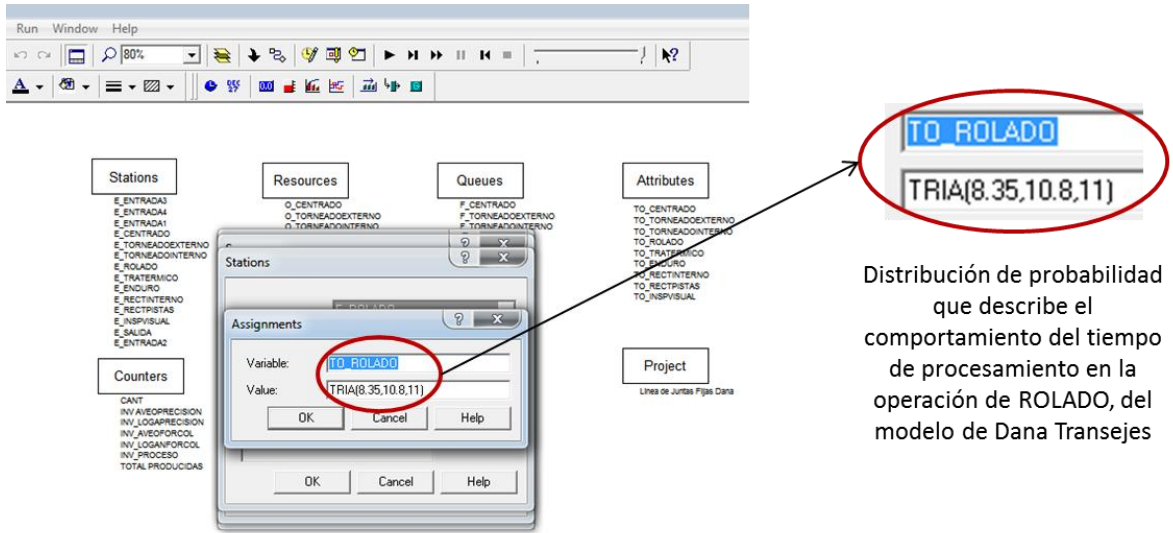 Run Window Help
80%
Stations
E_ENTRADA3
E_ENTRADA4
E_ENTRADA1
E_CENTRADO
E_TORNEADOEXTERNO
E_TORNEADOINTERNO
E_ROLADO
E_TRATERMICO
E_ENDURO
E_RECTINTERNO
E_RECTPISTAS
E_INSPVISUAL
E_SALIDA
E_ENTRADA2
Resources
O_CENTRADO
O_TORNEADOEXTERNO
O_TORNEADOINTERNO
Queues
F_CENTRADO
F_TORNEADOEXTERNO
F_TORNEADOINTERNO
Attributes
TO_CENTRADO
TO_TORNEADOEXTERNO
TO_TORNEADOINTERNO
TO_ROLADO
TO_TRATERMICO
TO_ENDURO
TO_RECTINTERNO
TO_RECTPISTAS
TO_INSPVISUAL
Counters
CANT
INV AVEOPRECISION
INV_LOGAPRECISION
INV_AVEOFORCOL
INV_LOGANFORCOL
INV_PROCESO
TOTAL PRODUCIDAS
Project
Linea de Juntas Fijas Dana
Stations
E_ROLADO
Assignments
Variable: TO_ROLADO
Value: TRIA(8.35,10.8,11)
OK Cancel Help
OK Cancel Help
TO_ROLADO
TRIA(8.35,10.8,11)
Distribución de probabilidad
que describe el
comportamiento del tiempo
de procesamiento en la
operación de ROLADO, del
modelo de Dana Transejes